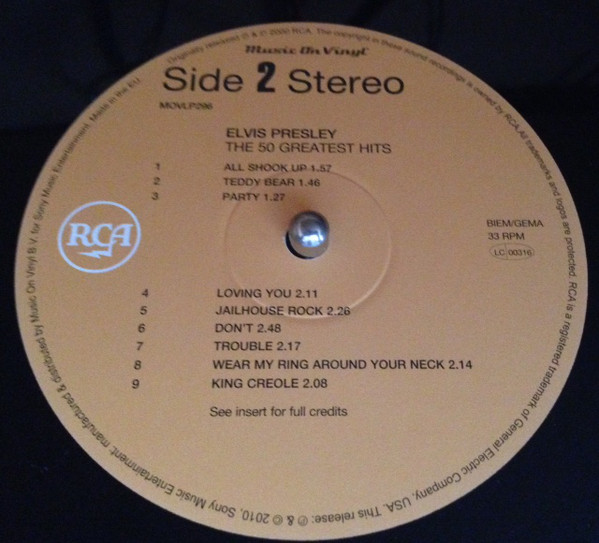 Originally released ℗ & © 2000 RCA. The copyright in these sound recordings is owned by RCA. All trademarks and logos are protected. RCA is a registered trademark of General Electric Company, USA. This release: ℗ & © 2010, Sony Music Entertainment, manufactured & distributed by Music On Vinyl B.V. for Sony Music Entertainment. Made in the EU.
Music On Vinyl
Side 2 Stereo
MOVLP286
ELVIS PRESLEY
THE 50 GREATEST HITS
1 ALL SHOOK UP 1.57
2 TEDDY BEAR 1.46
3 PARTY 1.27
RCA
BIEM/GEMA
33 RPM
LC 00316
4 LOVING YOU 2.11
5 JAILHOUSE ROCK 2.26
6 DON'T 2.48
7 TROUBLE 2.17
8 WEAR MY RING AROUND YOUR NECK 2.14
9 KING CREOLE 2.08
See insert for full credits